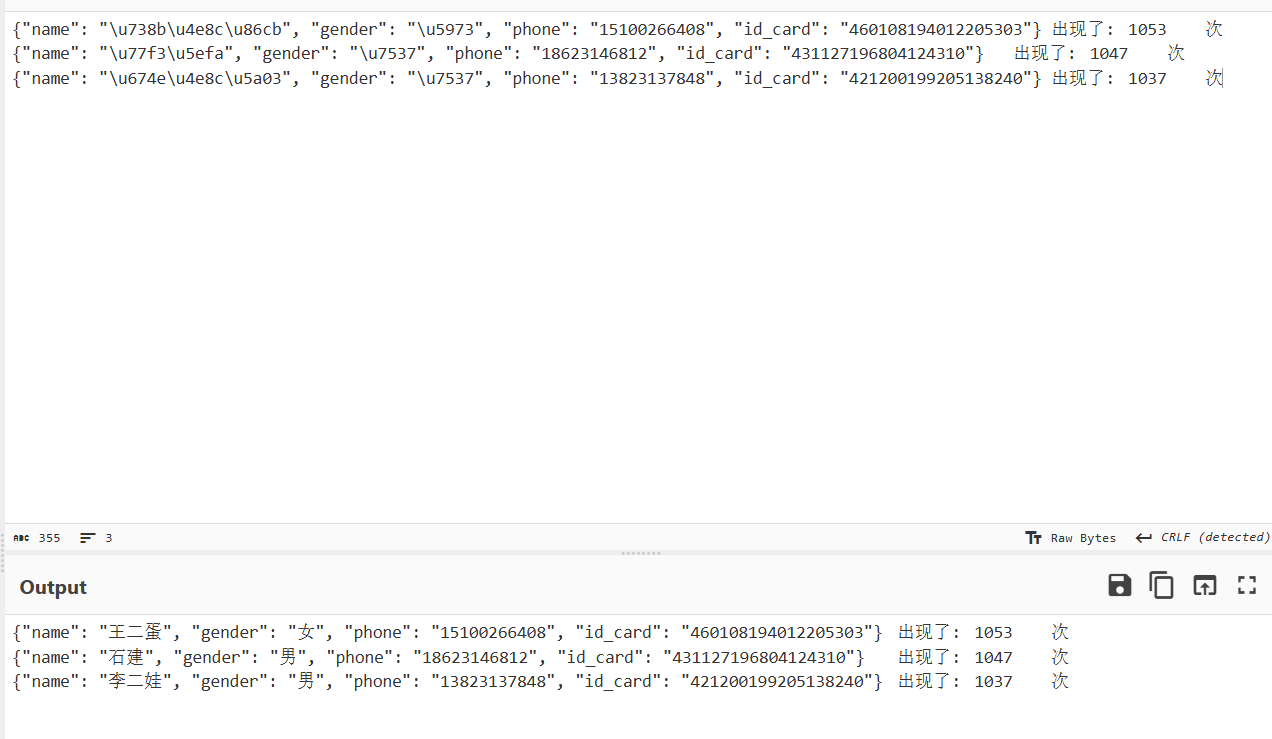 {"name": "\u738b\u4e8c\u86cb", "gender": "\u5973", "phone": "15100266408", "id_card": "460108194012205303"} 出现了: 1053 次
{"name": "\u77f3\u5efa", "gender": "\u7537", "phone": "18623146812", "id_card": "431127196804124310"} 出现了: 1047 次
{"name": "\u674e\u4e8c\u5a03", "gender": "\u7537", "phone": "13823137848", "id_card": "421200199205138240"} 出现了: 1037 次
ABC 355 3 Tт Raw Bytes CRLF (detected)
Output
{"name": "王二蛋", "gender": "女", "phone": "15100266408", "id_card": "460108194012205303"} 出现了: 1053 次
{"name": "石建", "gender": "男", "phone": "18623146812", "id_card": "431127196804124310"} 出现了: 1047 次
{"name": "李二娃", "gender": "男", "phone": "13823137848", "id_card": "421200199205138240"} 出现了: 1037 次